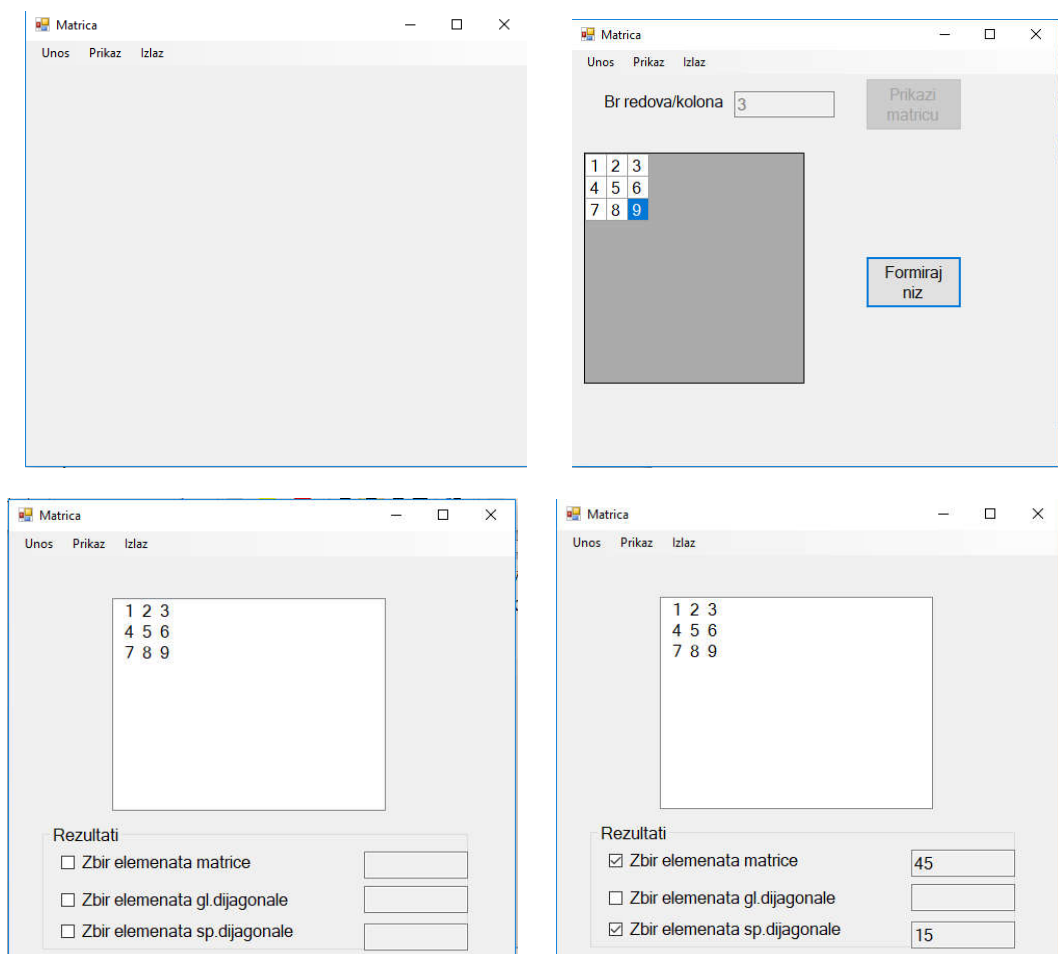 Matrica
Unos Prikaz Izlaz
Matrica
Unos Prikaz Izlaz
Br redova/kolona 3
Prikazi
matricu
1 2 3
4 5 6
7 8 9
Formiraj
niz
Matrica
Unos Prikaz Izlaz
1 2 3
4 5 6
7 8 9
Rezultati
Zbir elemenata matrice
Zbir elemenata gl.dijagonale
Zbir elemenata sp.dijagonale
Matrica
Unos Prikaz Izlaz
1 2 3
4 5 6
7 8 9
Rezultati
Zbir elemenata matrice 45
Zbir elemenata gl.dijagonale
Zbir elemenata sp.dijagonale 15